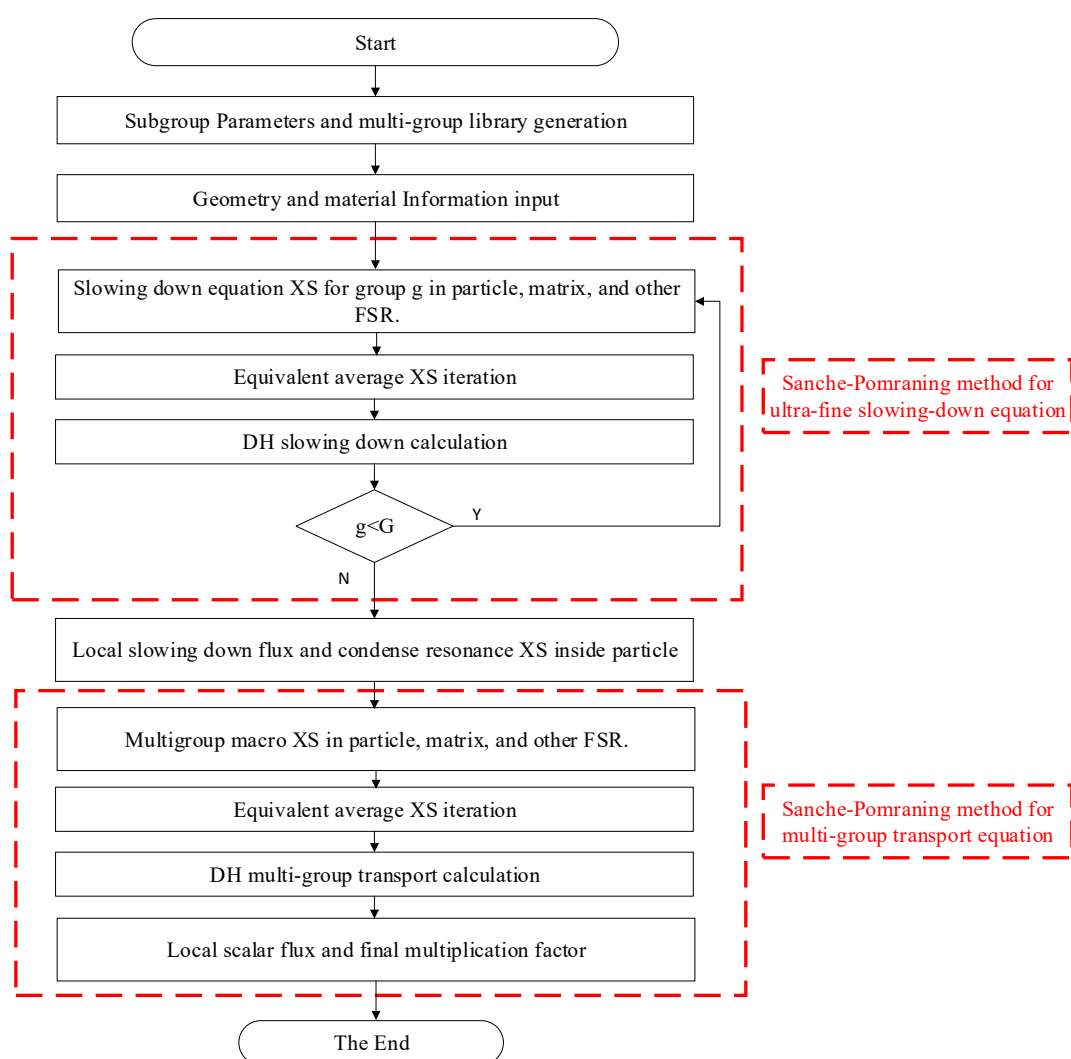 Start
Subgroup Parameters and multi-group library generation
Geometry and material Information input
Slowing down equation XS for group g in particle, matrix, and other
FSR.
Equivalent average XS iteration
Sanche-Pomraning method for
ultra-fine slowing-down equation
DH slowing down calculation
g<G
Y
N
Local slowing down flux and condense resonance XS inside particle
Multigroup macro XS in particle, matrix, and other FSR.
Equivalent average XS iteration
Sanche-Pomraning method for
multi-group transport equation
DH multi-group transport calculation
Local scalar flux and final multiplication factor
The End